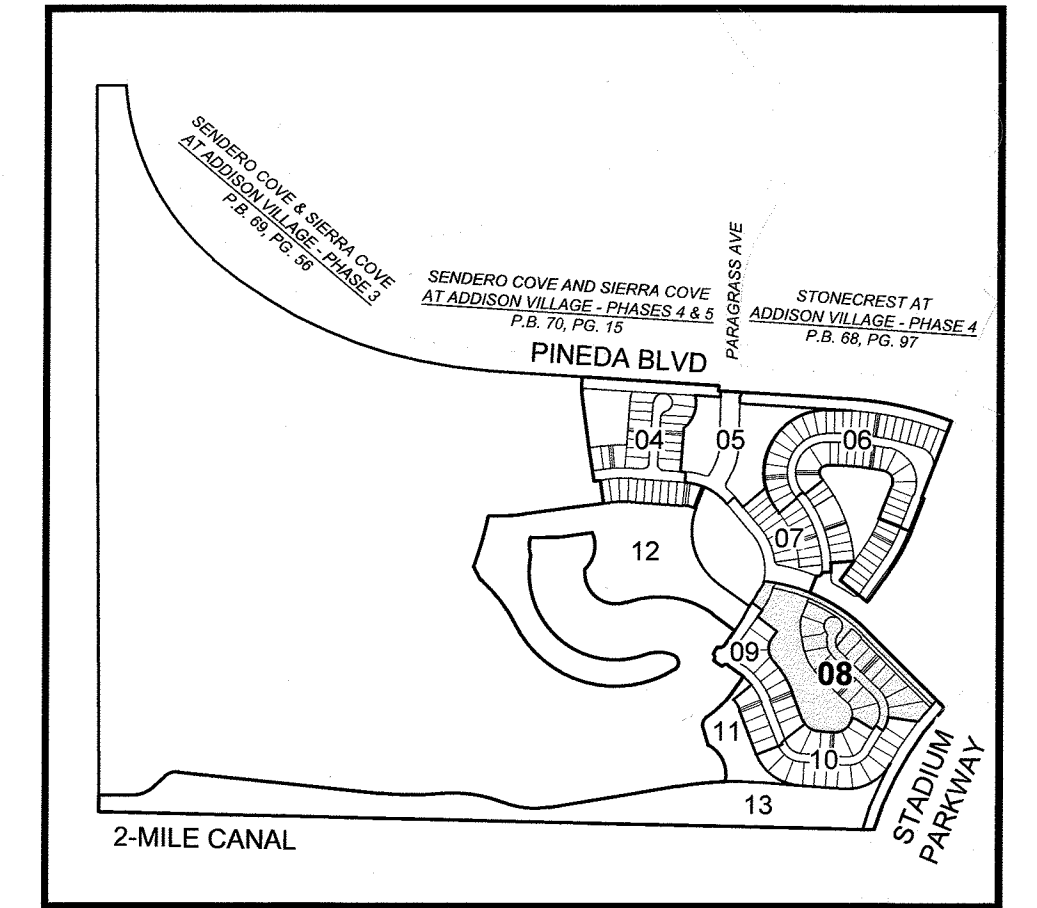 SENDERO COVE & SIERRA COVE
AT ADDISON VILLAGE - PHASE 3
P.B. 69, PG. 56
SENDERO COVE AND SIERRA COVE
AT ADDISON VILLAGE - PHASES 4 & 5
P.B. 70, PG. 15
PARAGRASS AVE
STONECREST AT
ADDISON VILLAGE - PHASE 4
P.B. 68, PG. 97
PINEDA BLVD
04
05
06
07
12
09
08
11
10
13
STADIUM
PARKWAY
2-MILE CANAL